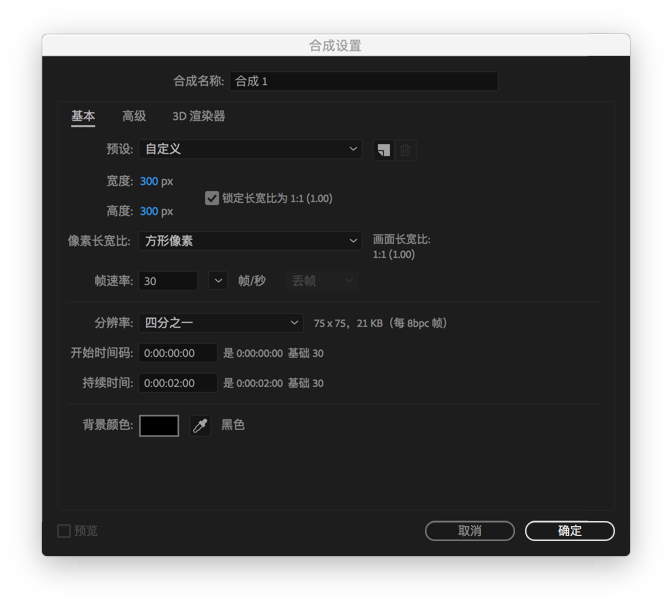 合成设置
合成名称: 合成 1
基本 高级 3D 渲染器
预设: 自定义
宽度: 300 px
锁定长宽比为 1:1 (1.00)
高度: 300 px
像素长宽比: 方形像素 画面长宽比:
1:1 (1.00)
帧速率: 30 帧/秒 丢帧
分辨率: 四分之一 75 x 75，21 KB（每 8bpc 帧）
开始时间码: 0:00:00:00 是 0:00:00:00 基础 30
持续时间: 0:00:02:00 是 0:00:02:00 基础 30
背景颜色: 黑色
预览 取消 确定